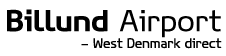 Billund Airport
– West Denmark direct